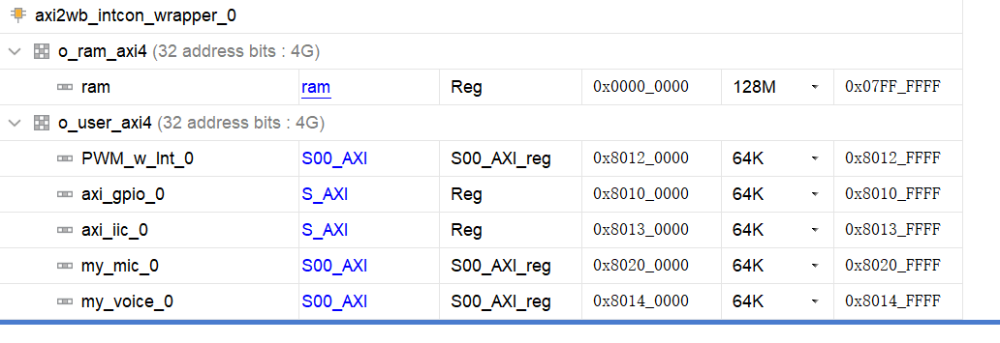 axi2wb_intcon_wrapper_0
o_ram_axi4 (32 address bits : 4G)
ram ram Reg 0x0000_0000 128M 0x07FF_FFFF
o_user_axi4 (32 address bits : 4G)
PWM_w_Int_0 S00_AXI S00_AXI_reg 0x8012_0000 64K 0x8012_FFFF
axi_gpio_0 S_AXI Reg 0x8010_0000 64K 0x8010_FFFF
axi_iic_0 S_AXI Reg 0x8013_0000 64K 0x8013_FFFF
my_mic_0 S00_AXI S00_AXI_reg 0x8020_0000 64K 0x8020_FFFF
my_voice_0 S00_AXI S00_AXI_reg 0x8014_0000 64K 0x8014_FFFF